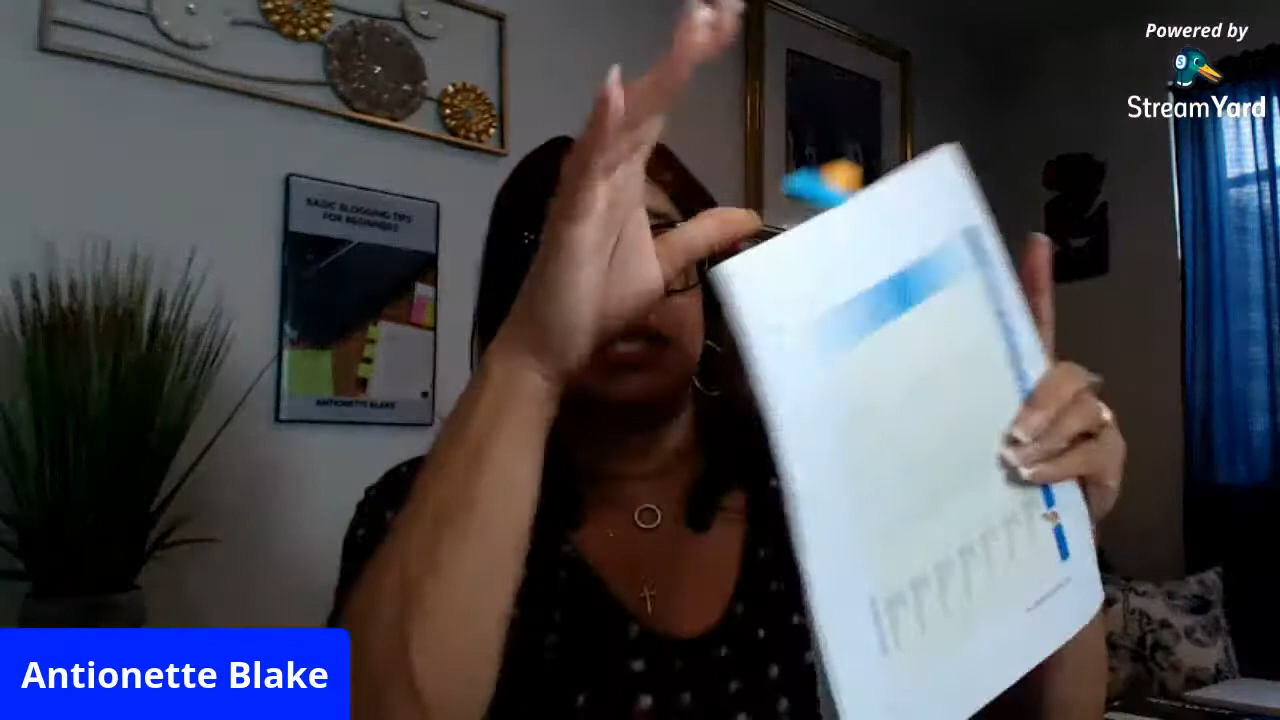 Powered by
StreamYard
BASIC BLOGGING TIPS
FOR BEGINNERS
ANTIONETTE BLAKE
Antionette Blake